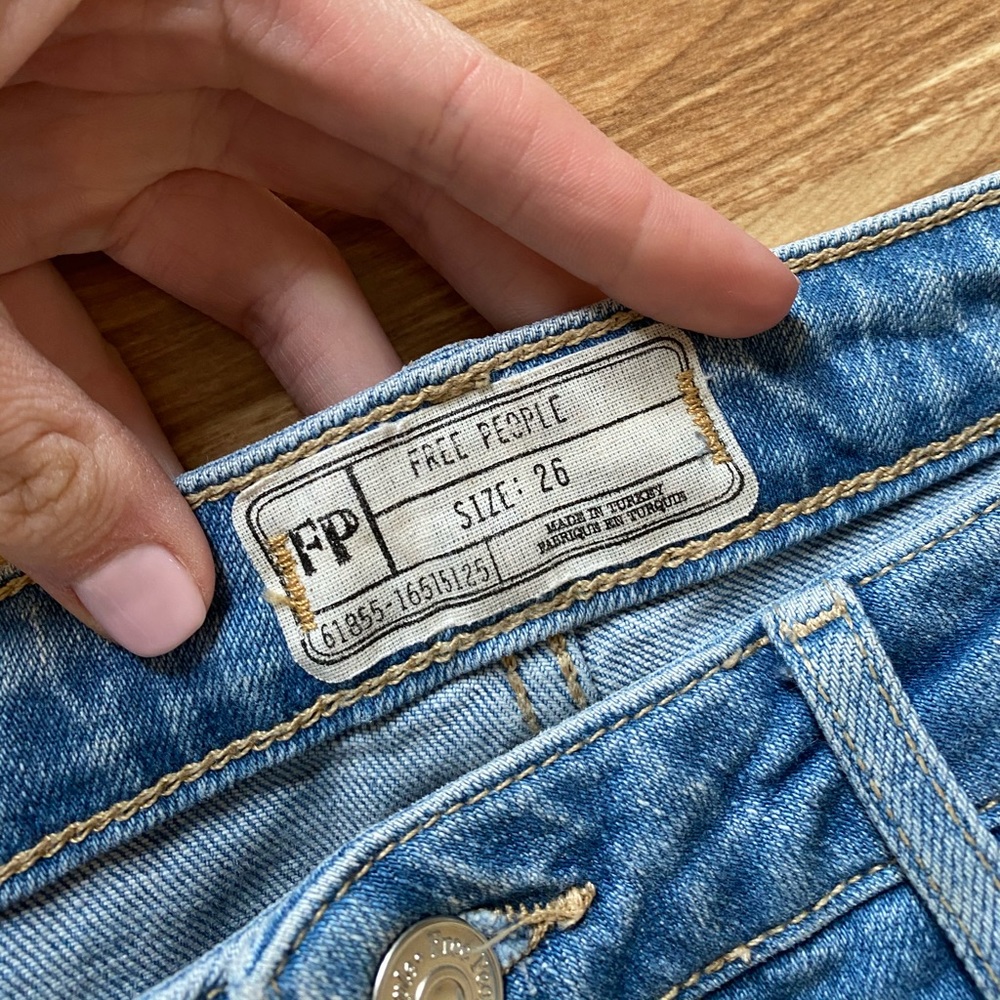 FREE PEOPLE
FP
SIZE: 26
MADE IN TURKEY
FABRIQUE EN TURQUIE
61855-16515125